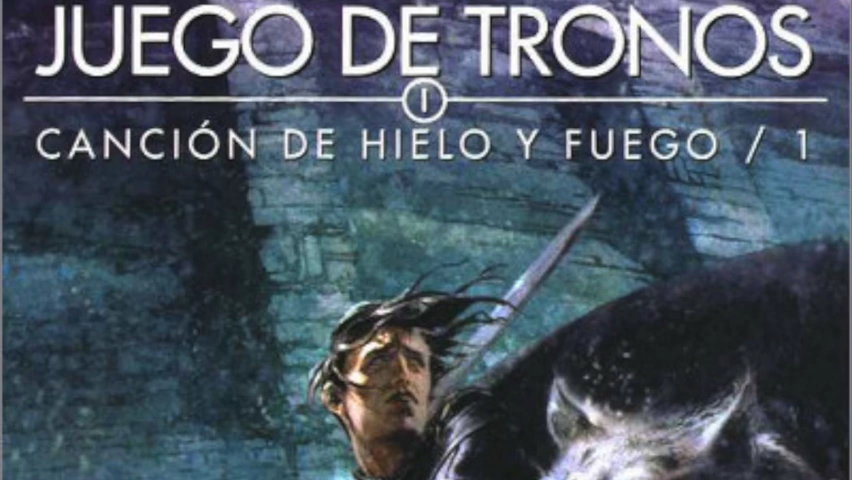 JUEGO DE TRONOS
I
CANCIÓN DE HIELO Y FUEGO / 1